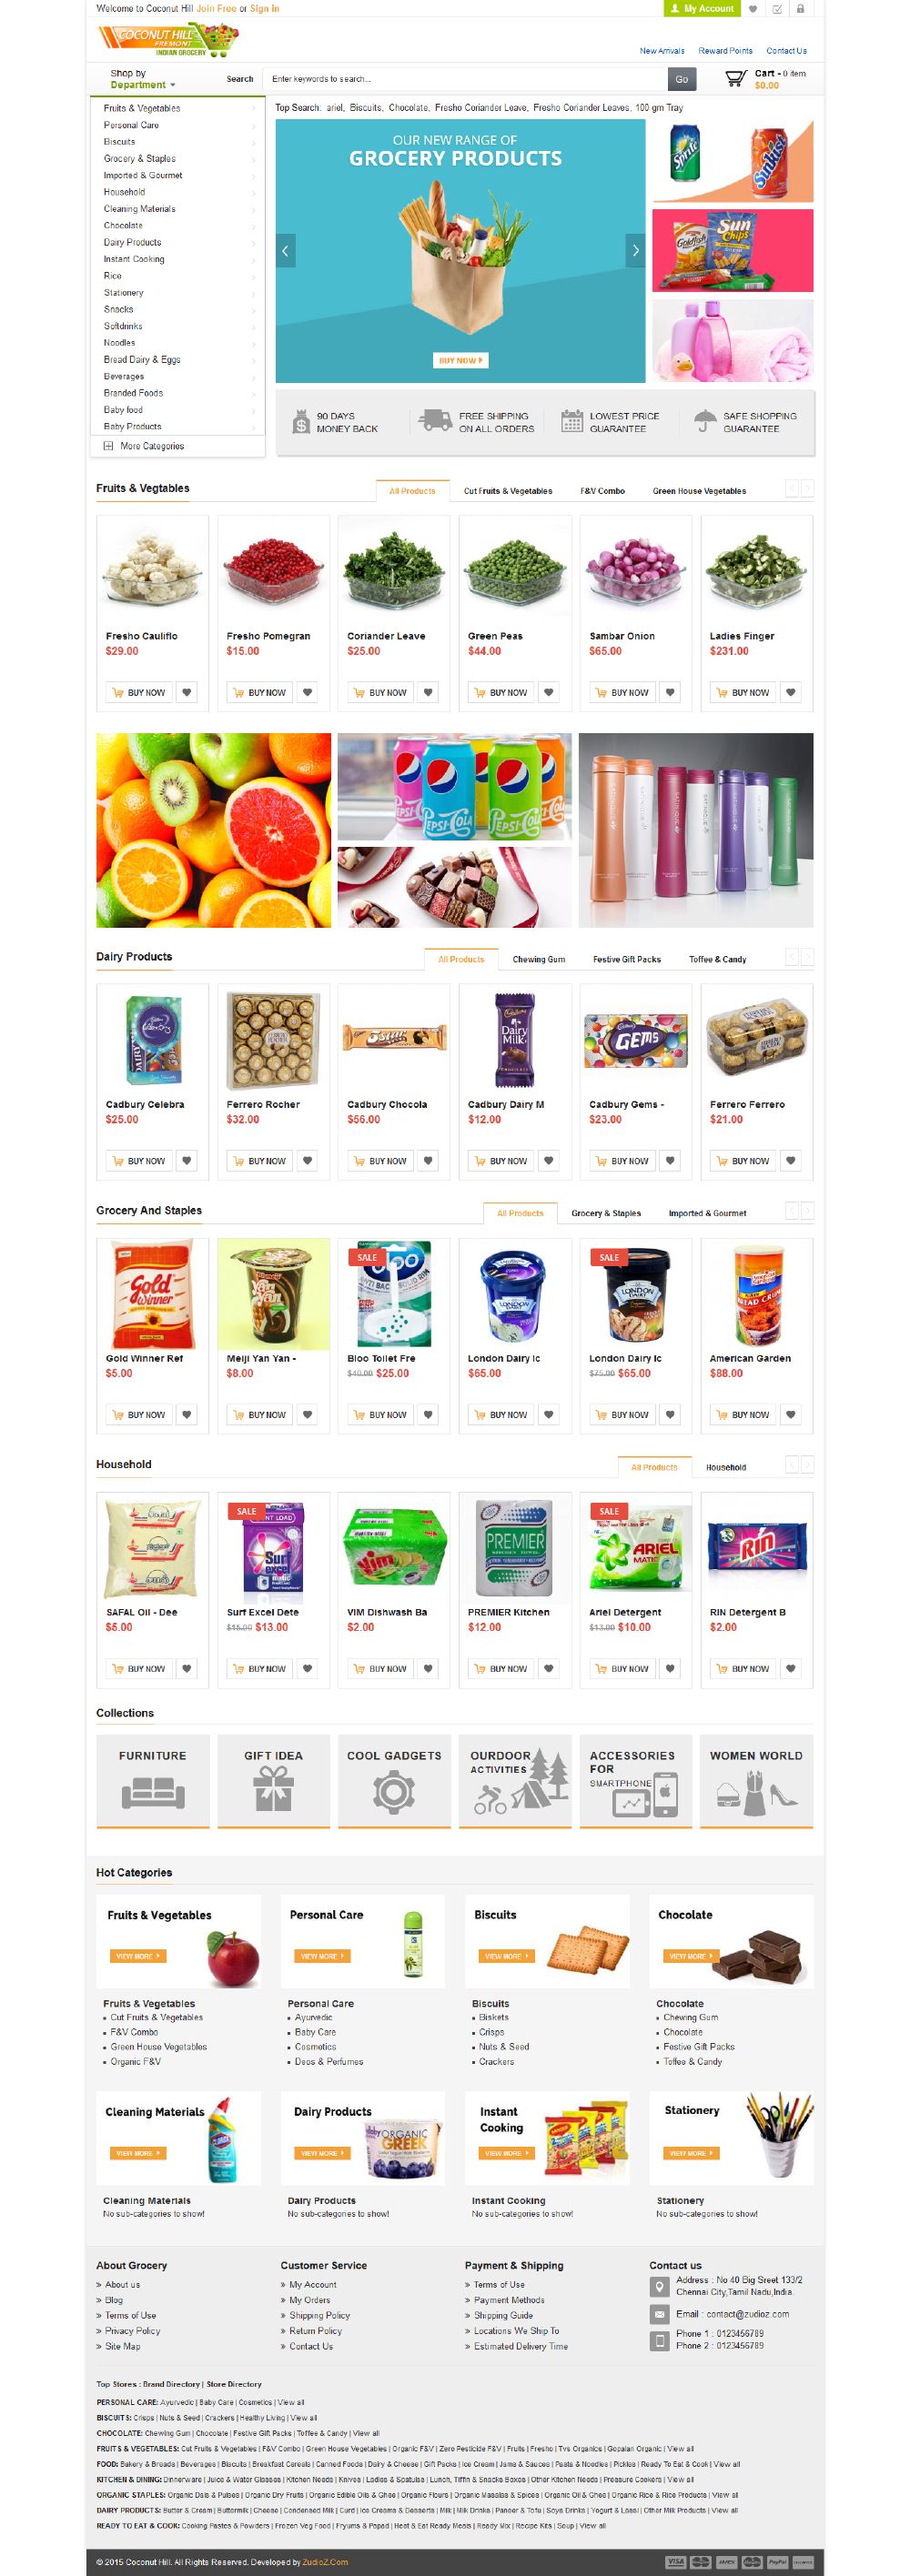 Welcome to Coconut Hill Join Free or Sign In
My Account
COCONUT HILL
FREMONT
INDIAN GROCERY
New Arrivals Reward Points Contact Us
Shop by
Department
Search Enter keywords to search... Go
Cart - 0 item
$0.00
Fruits & Vegetables
Personal Care
Biscuits
Grocery & Staples
Imported & Gourmet
Household
Cleaning Materials
Chocolate
Dairy Products
Instant Cooking
Rice
Stationery
Snacks
Softdrinks
Noodles
Bread Dairy & Eggs
Beverages
Branded Foods
Baby food
Baby Products
More Categories
Top Search: ariel, Biscuits, Chocolate, Fresho Coriander Leave, Fresho Coriander Leaves, 100 gm Tray
OUR NEW RANGE OF
GROCERY PRODUCTS
BUY NOW
Sprite
Sunkist
Goldfish
Sun Chips
90 DAYS
MONEY BACK
FREE SHIPPING
ON ALL ORDERS
LOWEST PRICE
GUARANTEE
SAFE SHOPPING
GUARANTEE
Fruits & Vegtables
All Products Cut Fruits & Vegetables F&V Combo Green House Vegetables
Fresho Cauliflo Fresho Pomegran Coriander Leave Green Peas Sambar Onion Ladies Finger
$29.00 $15.00 $25.00 $44.00 $65.00 $231.00
BUY NOW BUY NOW BUY NOW BUY NOW BUY NOW BUY NOW
PEPSI-COLA PEPSI-COLA
Dairy Products
All Products Chewing Gum Festive Gift Packs Toffee & Candy
5star
Dairy Milk
GEMS
Cadbury Celebra Ferrero Rocher Cadbury Chocola Cadbury Dairy M Cadbury Gems - Ferrero Ferrero
$25.00 $32.00 $56.00 $12.00 $23.00 $21.00
BUY NOW BUY NOW BUY NOW BUY NOW BUY NOW BUY NOW
Grocery And Staples
All Products Grocery & Staples Imported & Gourmet
SALE SALE
Gold Winner
Yan Yan
LONDON
LONDON DAIRY
Gold Winner Ref Meiji Yan Yan - Bloo Toilet Fre London Dairy Ic London Dairy Ic American Garden
$5.00 $8.00 $40.00 $25.00 $65.00 $75.00 $65.00 $88.00
BUY NOW BUY NOW BUY NOW BUY NOW BUY NOW BUY NOW
Household
All Products Household
SALE SALE
Surf excel
Vim
PREMIER
ARIEL
MATIC
Rin
SAFAL Oil - Dee Surf Excel Dete VIM Dishwash Ba PREMIER Kitchen Ariel Detergent RIN Detergent B
$5.00 $15.00 $13.00 $2.00 $12.00 $13.00 $10.00 $2.00
BUY NOW BUY NOW BUY NOW BUY NOW BUY NOW BUY NOW
Collections
FURNITURE
GIFT IDEA
COOL GADGETS
OURDOOR
ACTIVITIES
ACCESSORIES
FOR
SMARTPHONE
WOMEN WORLD
Hot Categories
Fruits & Vegetables Personal Care Biscuits Chocolate
VIEW MORE VIEW MORE VIEW MORE VIEW MORE
Fruits & Vegetables
Cut Fruits & Vegetables
F&V Combo
Green House Vegetables
Organic F&V
Personal Care
Ayurvedic
Baby Care
Cosmetics
Deos & Perfumes
Biscuits
Biskets
Crisps
Nuts & Seed
Crackers
Chocolate
Chewing Gum
Chocolate
Festive Gift Packs
Toffee & Candy
Cleaning Materials
VIEW MORE
Dairy Products
VIEW MORE
ORGANIC
GREEK
Instant
Cooking
VIEW MORE
Stationery
VIEW MORE
Cleaning Materials Dairy Products Instant Cooking Stationery
No sub-categories to show! No sub-categories to show! No sub-categories to show! No sub-categories to show!
About Grocery
» About us
» Blog
» Terms of Use
» Privacy Policy
» Site Map
Customer Service
» My Account
» My Orders
» Shipping Policy
» Return Policy
» Contact Us
Payment & Shipping
» Terms of Use
» Payment Methods
» Shipping Guide
» Locations We Ship To
» Estimated Delivery Time
Contact us
Address : No 40 Big Sreet 133/2
Chennai City,Tamil Nadu,India.
Email : contact@zudioz.com
Phone 1 : 0123456789
Phone 2 : 0123456789
Top Stores : Brand Directory | Store Directory
PERSONAL CARE: Ayurvedic | Baby Care | Cosmetics | View all
BISCUITS: Crisps | Nuts & Seed | Crackers | Healthy Living | View all
CHOCOLATE: Chewing Gum | Chocolate | Festive Gift Packs | Toffee & Candy | View all
FRUITS & VEGETABLES: Cut Fruits & Vegetables | F&V Combo | Green House Vegetables | Organic F&V | Zero Pesticide F&V | Fruits | Fresho | Tvs Organics | Gopalan Organic | View all
FOOD: Bakery & Breads | Beverages | Biscuits | Breakfast Cereals | Canned Foods | Dairy & Cheese | Gift Packs | Ice Cream | Jams & Sauces | Pasta & Noodles | Pickles | Ready To Eat & Cook | View all
KITCHEN & DINING: Dinnerware | Juice & Water Glasses | Kitchen Needs | Knives | Ladles & Spatulas | Lunch, Tiffin & Snacks Boxes | Other Kitchen Needs | Pressure Cookers | View all
ORGANIC STAPLES: Organic Dals & Pulses | Organic Dry Fruits | Organic Edible Oils & Ghee | Organic Flours | Organic Masalas & Spices | Organic Oil & Ghee | Organic Rice & Rice Products | View all
DAIRY PRODUCTS: Butter & Cream | Buttermilk | Cheese | Condensed Milk | Curd | Ice Creams & Desserts | Milk | Milk Drinks | Paneer & Tofu | Soya Drinks | Yogurt & Lassi | Other Milk Products | View all
READY TO EAT & COOK: Cooking Pastes & Powders | Frozen Veg Food | Fryums & Papad | Heat & Eat Ready Meals | Ready Mix | Recipe Kits | Soup | View all
© 2015 Coconut Hill. All Rights Reserved. Developed by ZudioZ.Com
VISA PayPal